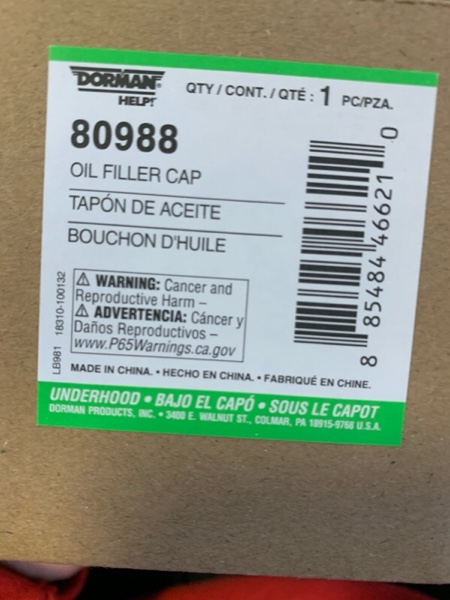 DORMAN
HELP!
QTY / CONT. / QTÉ : 1 PC/PZA.
80988
OIL FILLER CAP
TAPÓN DE ACEITE
BOUCHON D'HUILE
⚠ WARNING: Cancer and
Reproductive Harm –
⚠ ADVERTENCIA: Cáncer y
Daños Reproductivos –
www.P65Warnings.ca.gov
LB981 18310-100132
8 85484 46621 0
MADE IN CHINA. • HECHO EN CHINA. • FABRIQUÉ EN CHINE.
UNDERHOOD • BAJO EL CAPÓ • SOUS LE CAPOT
DORMAN PRODUCTS, INC. • 3400 E. WALNUT ST., COLMAR, PA 18915-9768 U.S.A.